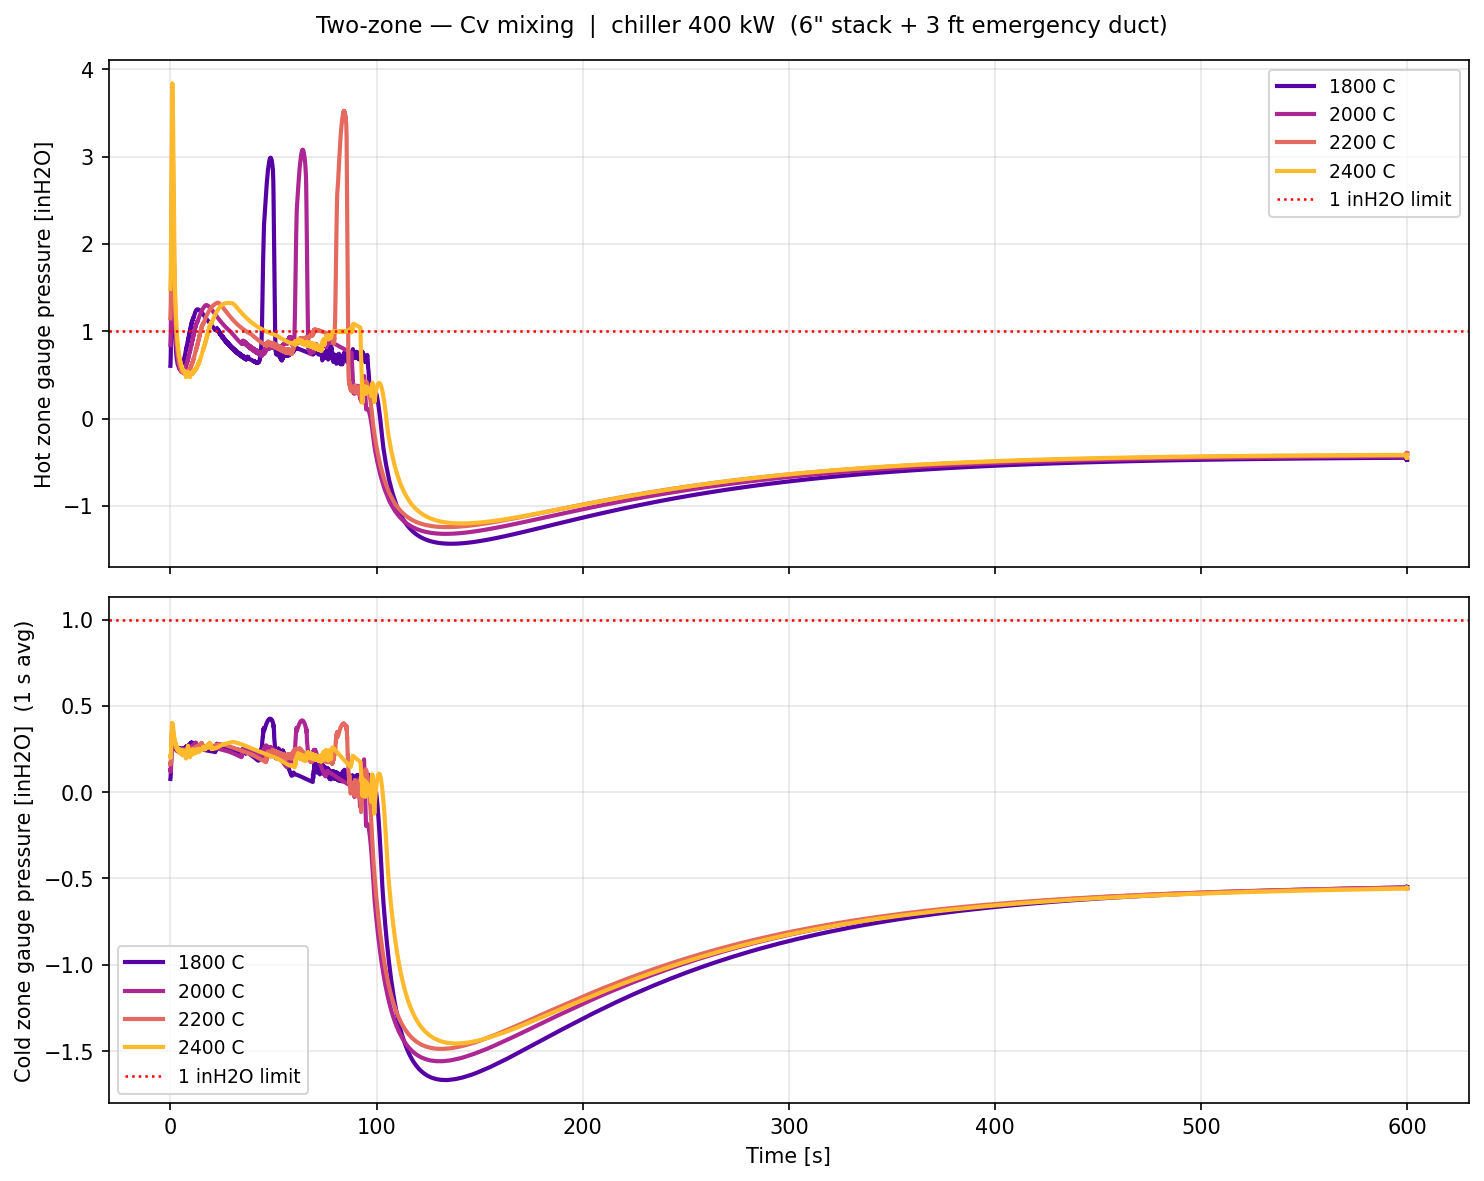 Two-zone — Cv mixing | chiller 400 kW (6" stack + 3 ft emergency duct)
Hot zone gauge pressure [inH2O]
4
3
2
1
0
−1
1800 C
2000 C
2200 C
2400 C
1 inH2O limit
Cold zone gauge pressure [inH2O] (1 s avg)
1.0
0.5
0.0
−0.5
−1.0
−1.5
1800 C
2000 C
2200 C
2400 C
1 inH2O limit
0
100
200
300
400
500
600
Time [s]